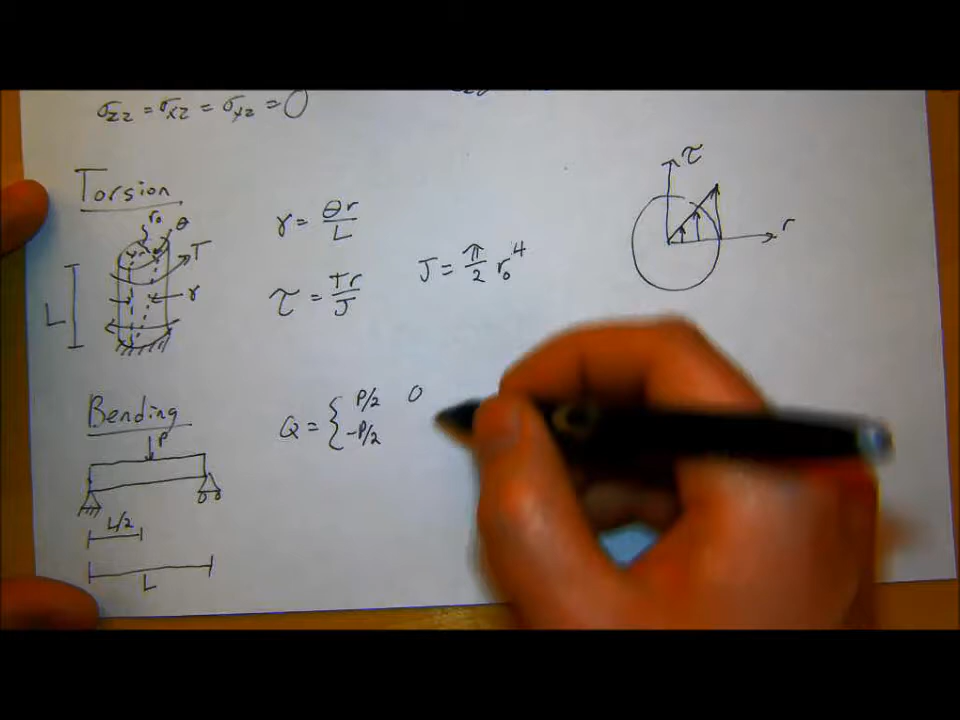 σzz = σxz = σyz = 0
Torsion
r₀ θ
T
γ
L
γ = θr/L
τ = Tr/J
J = π/2 r₀⁴
τ
r
Bending
P
L/2
L
Q = { P/2 0
-P/2